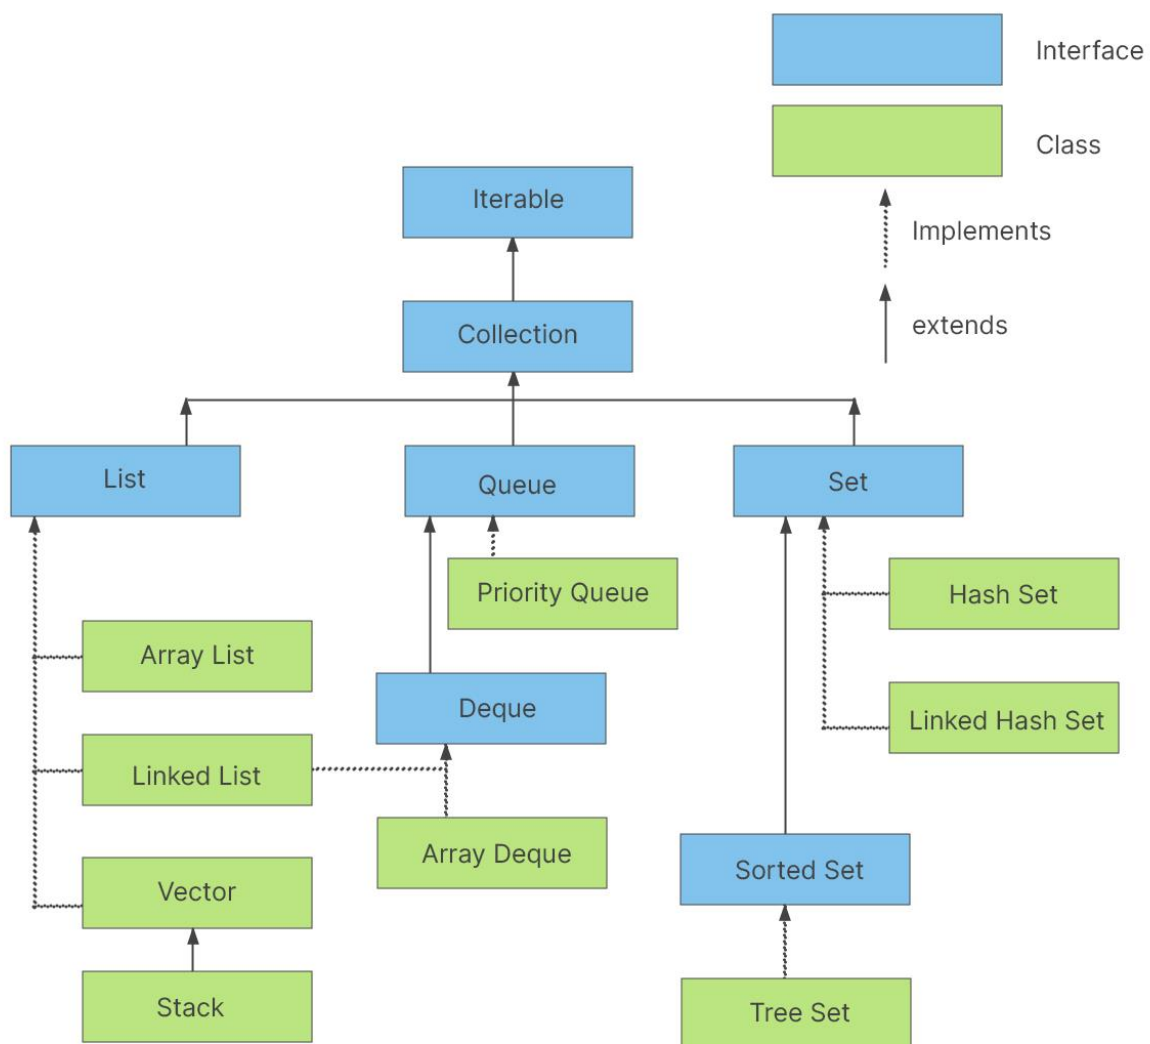 Interface
Class
Implements
extends
Iterable
Collection
List
Queue
Set
Priority Queue
Hash Set
Array List
Deque
Linked Hash Set
Linked List
Array Deque
Sorted Set
Vector
Stack
Tree Set